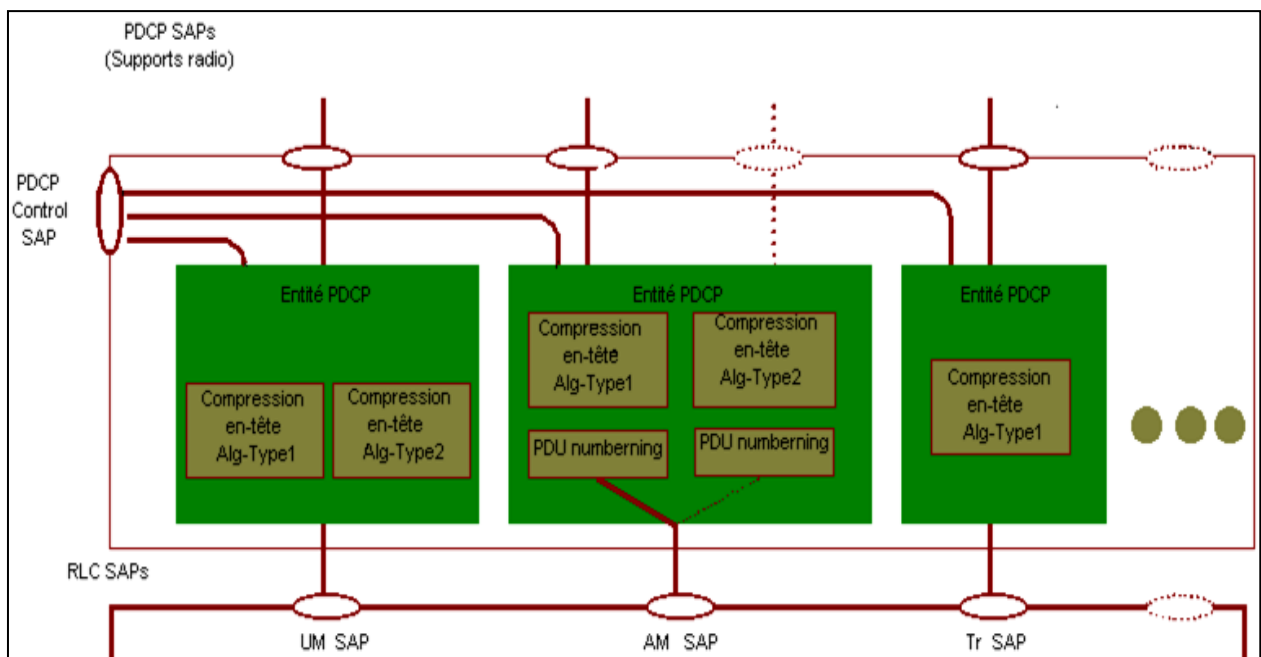 PDCP SAPs
(Supports radio)
PDCP
Control
SAP
Entité PDCP
Compression
en-tête
Alg-Type1
Compression
en-tête
Alg-Type2
Entité PDCP
Compression
en-tête
Alg-Type1
Compression
en-tête
Alg-Type2
PDU numberning
PDU numberning
Entité PDCP
Compression
en-tête
Alg-Type1
RLC SAPs
UM SAP
AM SAP
Tr SAP